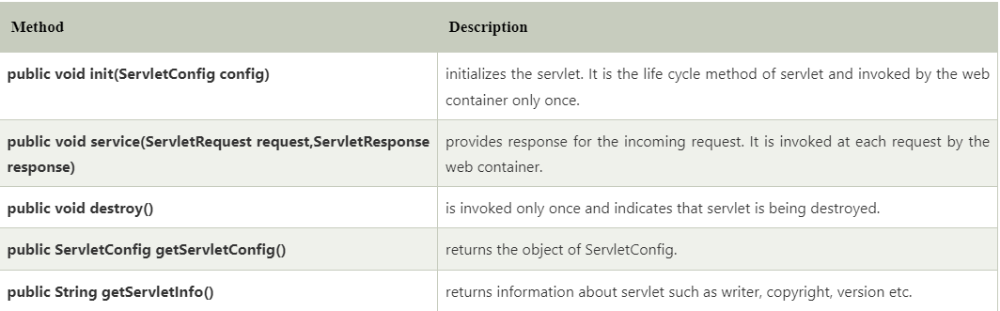 Method
Description
public void init(ServletConfig config)
initializes the servlet. It is the life cycle method of servlet and invoked by the web
container only once.
public void service(ServletRequest request,ServletResponse
response)
provides response for the incoming request. It is invoked at each request by the
web container.
public void destroy()
is invoked only once and indicates that servlet is being destroyed.
public ServletConfig getServletConfig()
returns the object of ServletConfig.
public String getServletInfo()
returns information about servlet such as writer, copyright, version etc.